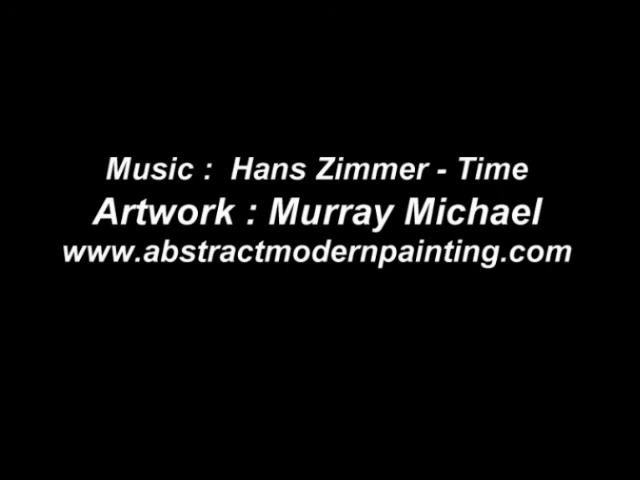 Music :  Hans Zimmer - Time
Artwork : Murray Michael
www.abstractmodernpainting.com